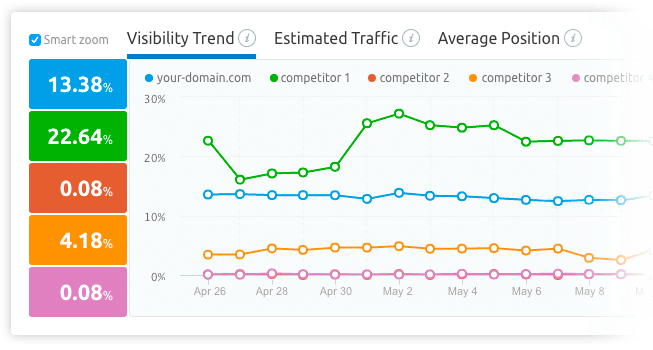 Smart zoom
Visibility Trend i
Estimated Traffic i
Average Position i
13.38%
22.64%
0.08%
4.18%
0.08%
your-domain.com
competitor 1
competitor 2
competitor 3
competitor 4
30%
20%
10%
0%
Apr 26
Apr 28
Apr 30
May 2
May 4
May 6
May 8